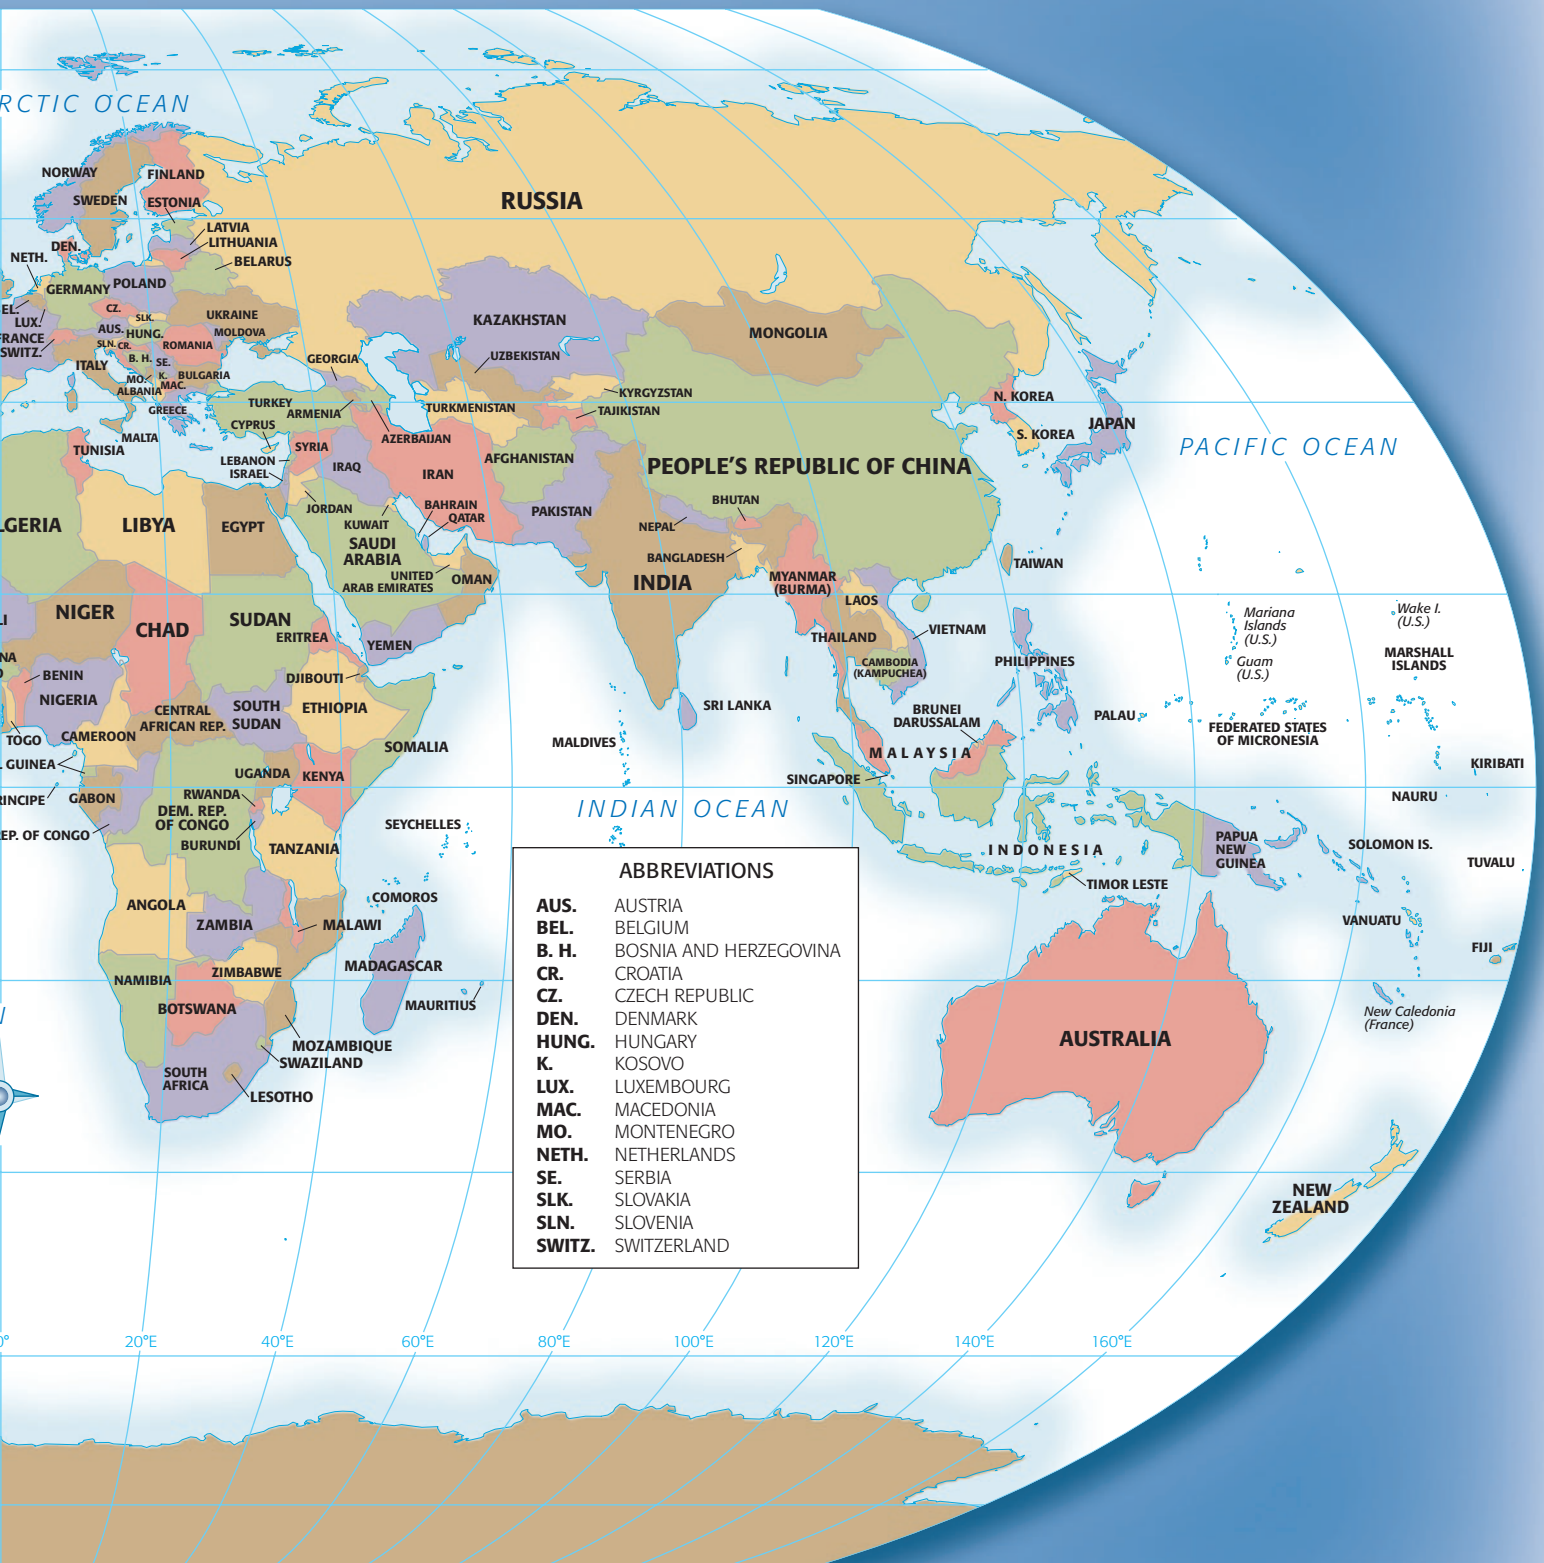 RCTIC OCEAN
NORWAY
FINLAND
SWEDEN
ESTONIA
RUSSIA
LATVIA
LITHUANIA
DEN.
NETH.
BELARUS
GERMANY
POLAND
EL.
CZ.
SLK.
UKRAINE
LUX.
AUS.
HUNG.
MOLDOVA
FRANCE
SWITZ.
SLN.
CR.
ROMANIA
B. H.
SE.
ITALY
MO.
K.
BULGARIA
ALBANIA
MAC.
GREECE
GEORGIA
KAZAKHSTAN
UZBEKISTAN
MONGOLIA
KYRGYZSTAN
TURKEY
ARMENIA
TURKMENISTAN
TAJIKISTAN
N. KOREA
CYPRUS
AZERBAIJAN
JAPAN
S. KOREA
MALTA
TUNISIA
SYRIA
LEBANON
ISRAEL
IRAQ
IRAN
AFGHANISTAN
PEOPLE'S REPUBLIC OF CHINA
PACIFIC OCEAN
LGERIA
LIBYA
EGYPT
JORDAN
KUWAIT
BAHRAIN
QATAR
PAKISTAN
NEPAL
BHUTAN
SAUDI
ARABIA
UNITED
ARAB EMIRATES
OMAN
BANGLADESH
INDIA
MYANMAR
(BURMA)
TAIWAN
LAOS
LI
NIGER
CHAD
SUDAN
ERITREA
YEMEN
THAILAND
VIETNAM
Mariana
Islands
(U.S.)
Wake I.
(U.S.)
NA
O
BENIN
NIGERIA
DJIBOUTI
CAMBODIA
(KAMPUCHEA)
PHILIPPINES
Guam
(U.S.)
MARSHALL
ISLANDS
CENTRAL
AFRICAN REP.
SOUTH
SUDAN
ETHIOPIA
SRI LANKA
BRUNEI
DARUSSALAM
PALAU
FEDERATED STATES
OF MICRONESIA
TOGO
CAMEROON
SOMALIA
MALDIVES
MALAYSIA
. GUINEA
UGANDA
KENYA
SINGAPORE
KIRIBATI
RINCIPE
GABON
RWANDA
DEM. REP.
OF CONGO
INDIAN OCEAN
NAURU
EP. OF CONGO
BURUNDI
TANZANIA
SEYCHELLES
INDONESIA
PAPUA
NEW
GUINEA
SOLOMON IS.
TUVALU
TIMOR LESTE
COMOROS
ANGOLA
ZAMBIA
MALAWI
VANUATU
FIJI
NAMIBIA
ZIMBABWE
MADAGASCAR
BOTSWANA
MAURITIUS
New Caledonia
(France)
AUSTRALIA
MOZAMBIQUE
SWAZILAND
SOUTH
AFRICA
LESOTHO
NEW
ZEALAND
ABBREVIATIONS
AUS. AUSTRIA
BEL. BELGIUM
B. H. BOSNIA AND HERZEGOVINA
CR. CROATIA
CZ. CZECH REPUBLIC
DEN. DENMARK
HUNG. HUNGARY
K. KOSOVO
LUX. LUXEMBOURG
MAC. MACEDONIA
MO. MONTENEGRO
NETH. NETHERLANDS
SE. SERBIA
SLK. SLOVAKIA
SLN. SLOVENIA
SWITZ. SWITZERLAND
0° 20°E 40°E 60°E 80°E 100°E 120°E 140°E 160°E